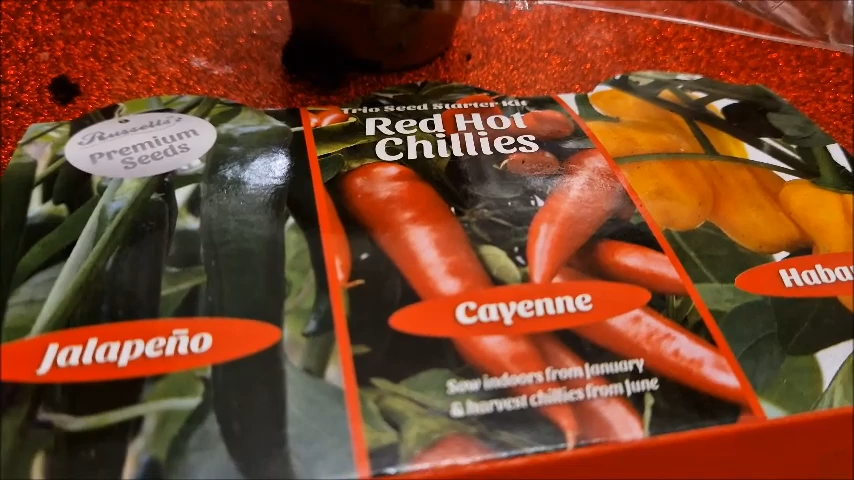 Russell's
Premium
Seeds
Trio Seed Starter Kit
Red Hot
Chillies
Jalapeño
Cayenne
Sow indoors from January
& harvest chillies from June
Haba